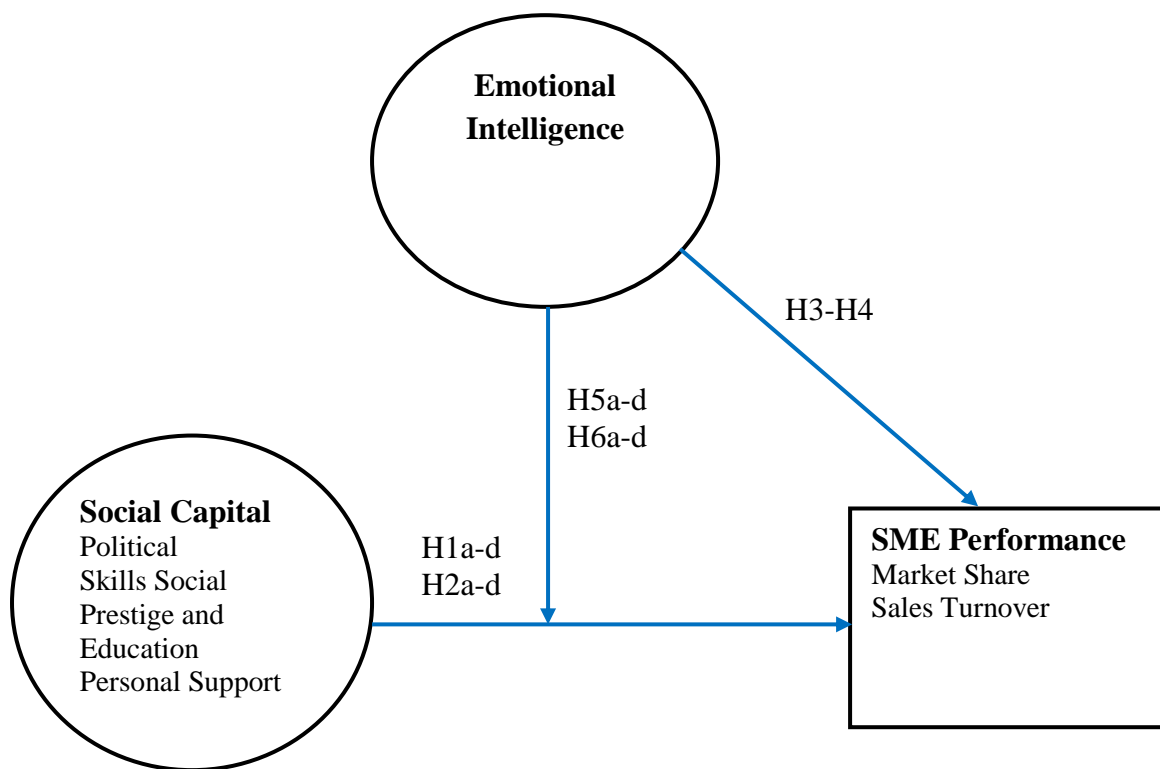 Emotional
Intelligence
H3-H4
H5a-d
H6a-d
Social Capital
Political
Skills Social
Prestige and
Education
Personal Support
H1a-d
H2a-d
SME Performance
Market Share
Sales Turnover